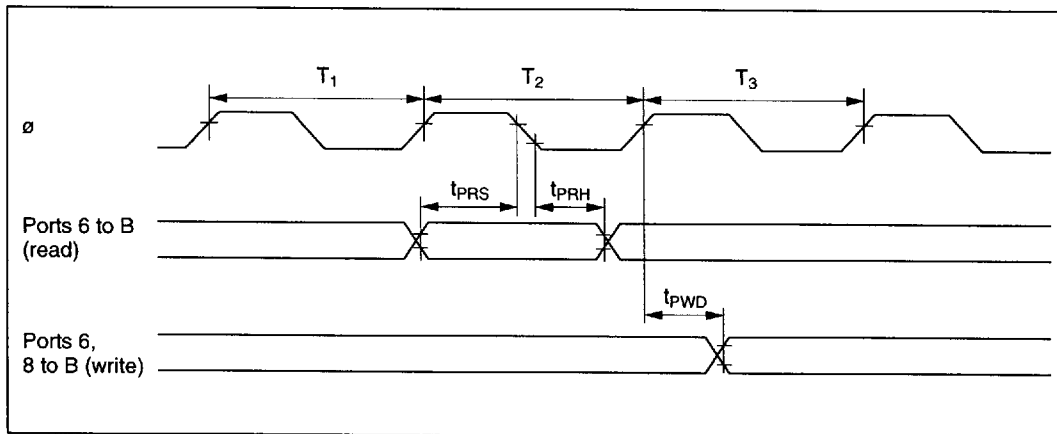 T₁ T₂ T₃
ø
tPRS tPRH
Ports 6 to B
(read)
tPWD
Ports 6,
8 to B (write)